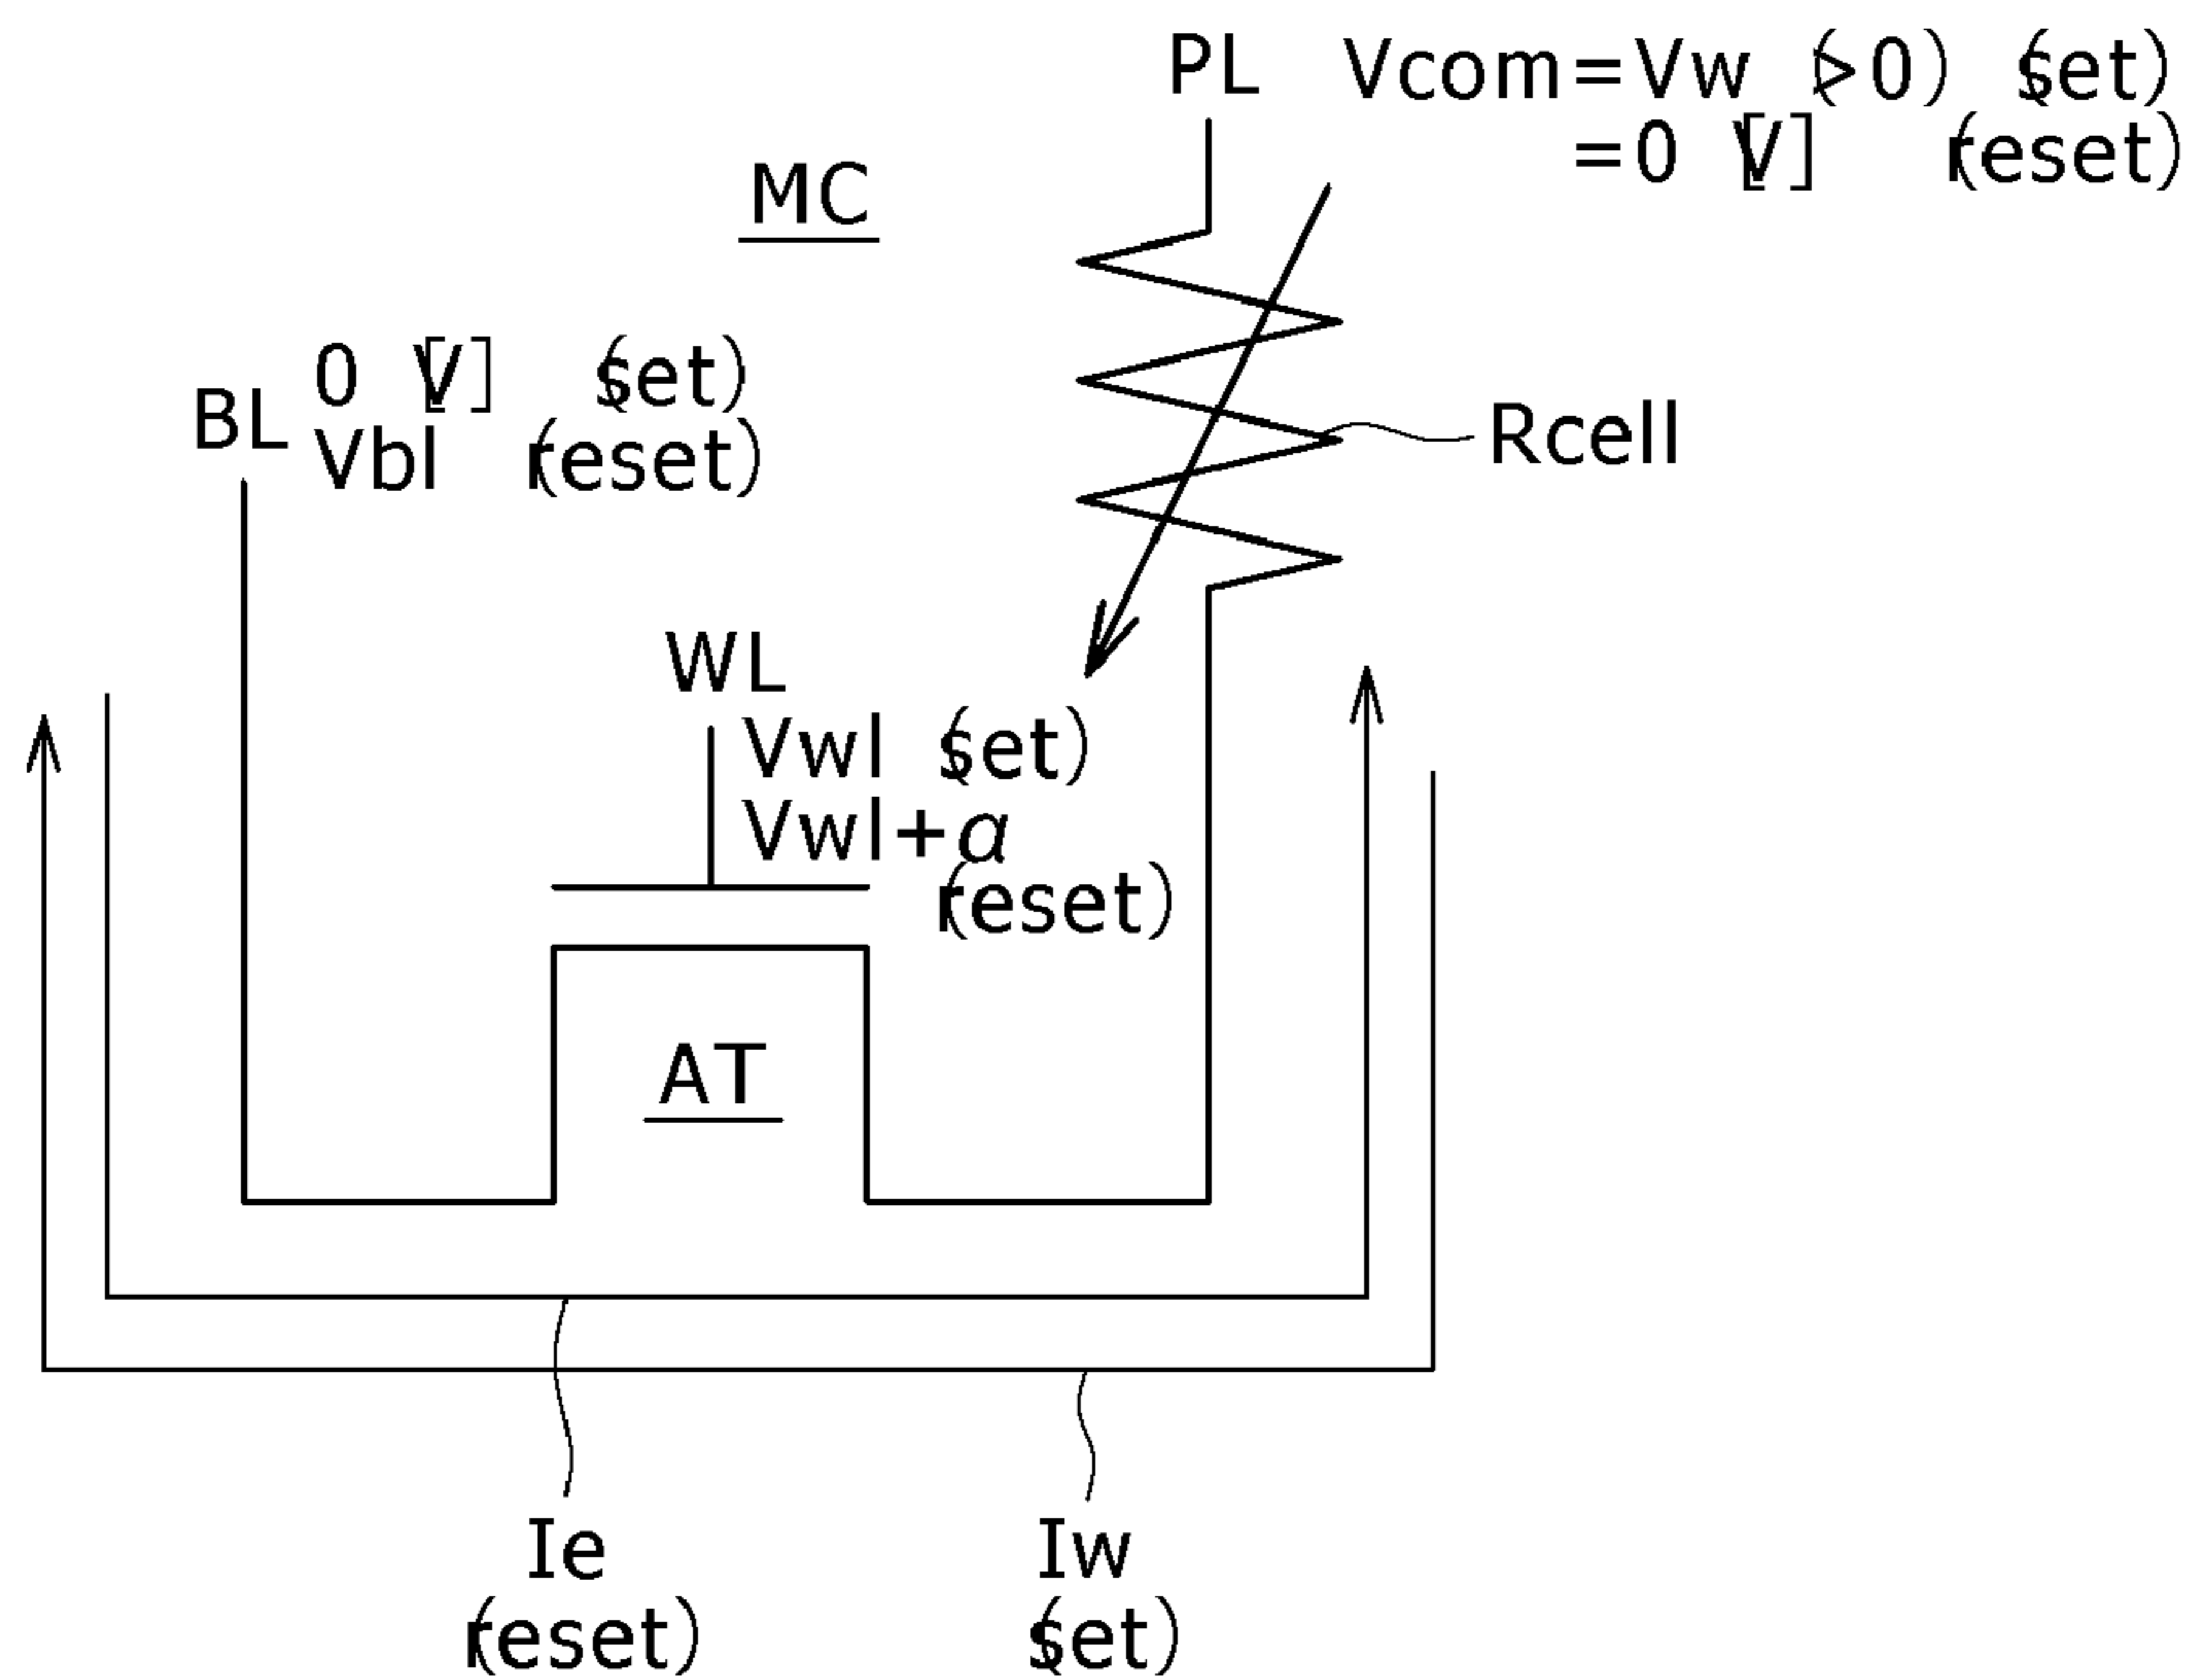 PL Vcom=Vw (>0) (set)
=0 [V] (reset)
MC
BL 0 [V] (set)
Vbl (reset)
Rcell
WL
Vwl (set)
Vwl+α
(reset)
AT
Ie
(reset)
Iw
(set)